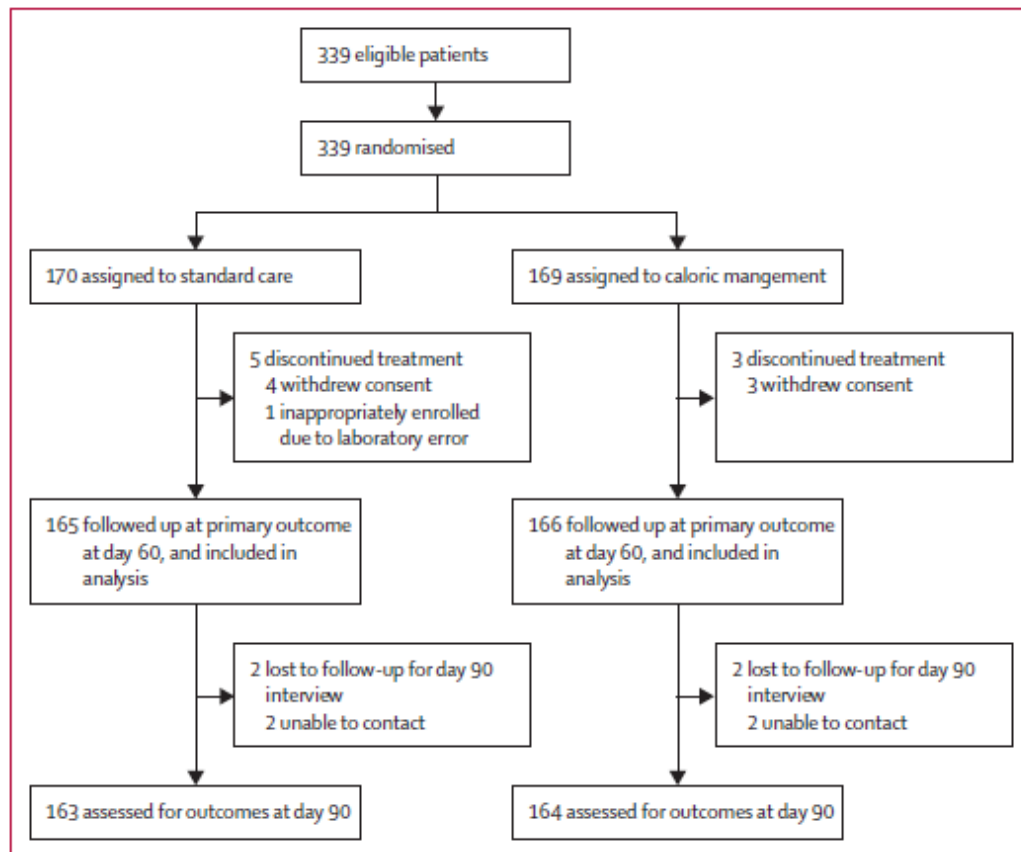 339 eligible patients
339 randomised
170 assigned to standard care
169 assigned to caloric mangement
5 discontinued treatment
4 withdrew consent
1 inappropriately enrolled
due to laboratory error
3 discontinued treatment
3 withdrew consent
165 followed up at primary outcome
at day 60, and included in
analysis
166 followed up at primary outcome
at day 60, and included in
analysis
2 lost to follow-up for day 90
interview
2 unable to contact
2 lost to follow-up for day 90
interview
2 unable to contact
163 assessed for outcomes at day 90
164 assessed for outcomes at day 90